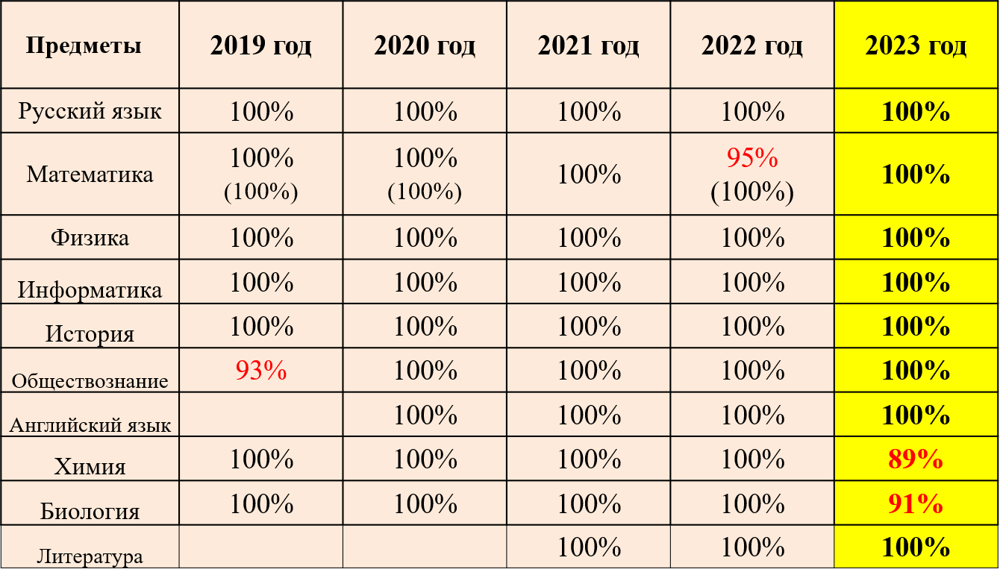 Предметы 2019 год 2020 год 2021 год 2022 год 2023 год
Русский язык 100% 100% 100% 100% 100%
Математика 100% (100%) 100% (100%) 100% 95% (100%) 100%
Физика 100% 100% 100% 100% 100%
Информатика 100% 100% 100% 100% 100%
История 100% 100% 100% 100% 100%
Обществознание 93% 100% 100% 100% 100%
Английский язык 100% 100% 100% 100%
Химия 100% 100% 100% 100% 89%
Биология 100% 100% 100% 100% 91%
Литература 100% 100% 100%